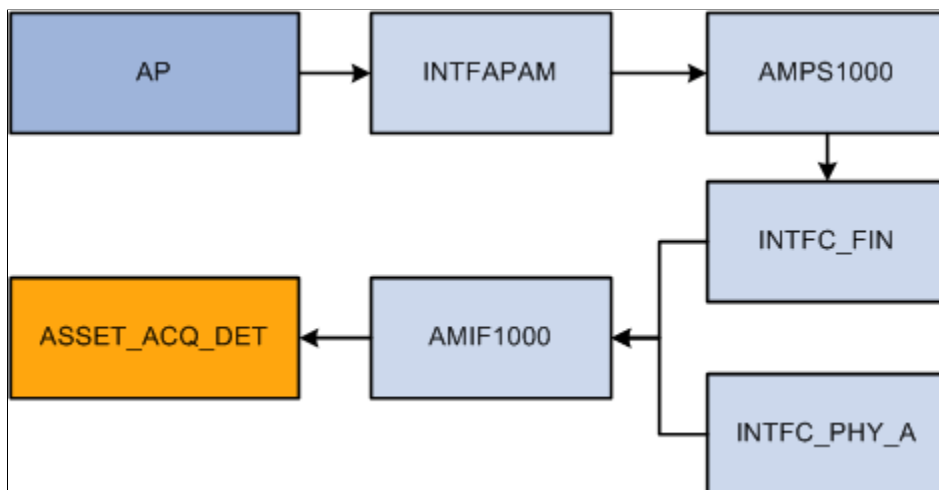 AP
INTFAPAM
AMPS1000
INTFC_FIN
ASSET_ACQ_DET
AMIF1000
INTFC_PHY_A